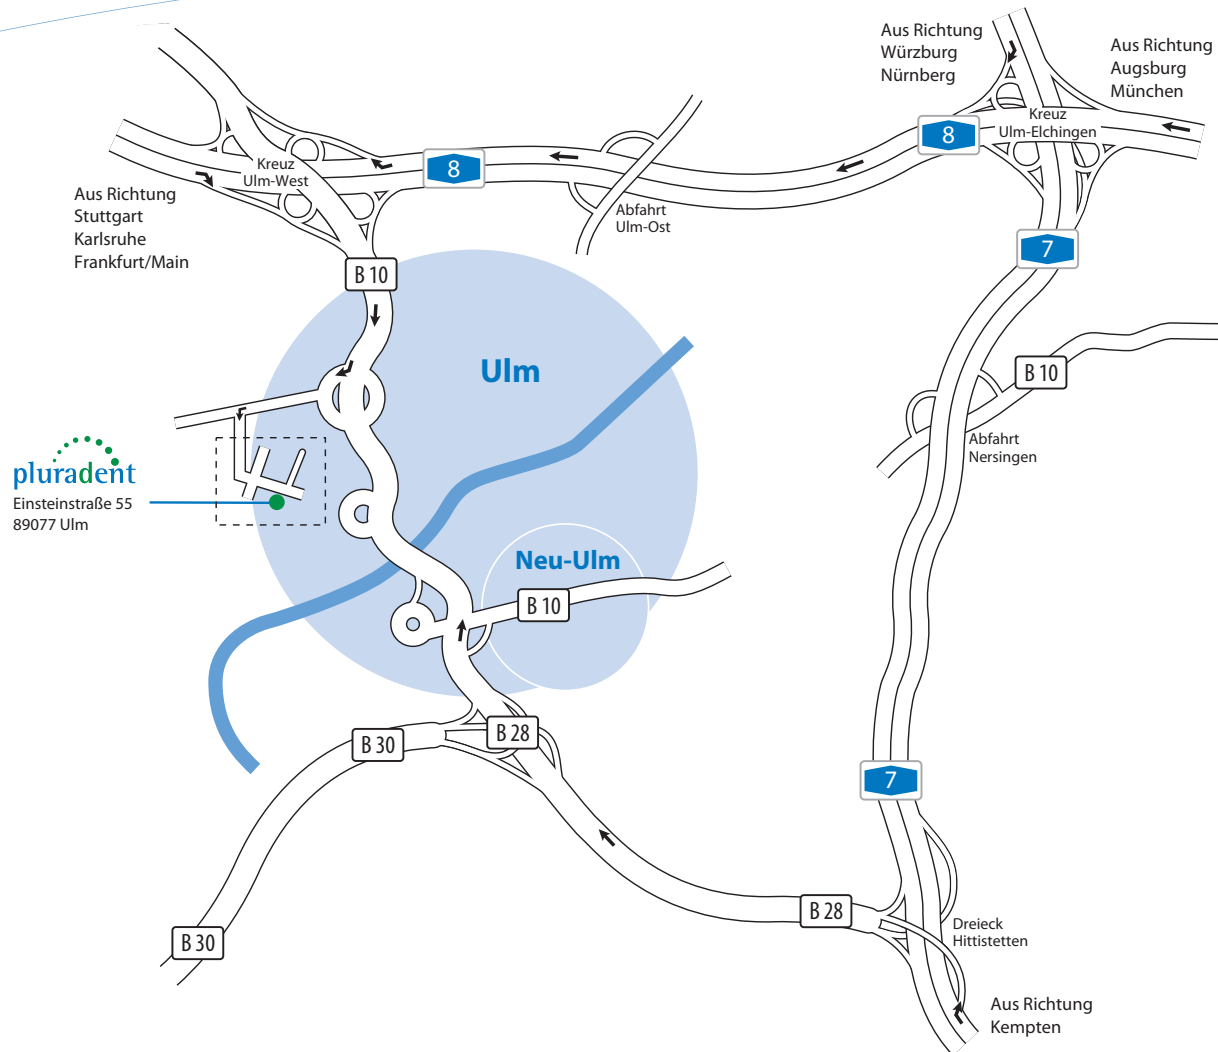 Aus Richtung
Würzburg
Nürnberg
Aus Richtung
Augsburg
München
Kreuz
Ulm-Elchingen
8
8
Kreuz
Ulm-West
Aus Richtung
Stuttgart
Karlsruhe
Frankfurt/Main
Abfahrt
Ulm-Ost
7
B 10
Ulm
B 10
Abfahrt
Nersingen
pluradent
Einsteinstraße 55
89077 Ulm
Neu-Ulm
B 10
B 30
B 28
7
B 28
B 30
Dreieck
Hittistetten
Aus Richtung
Kempten